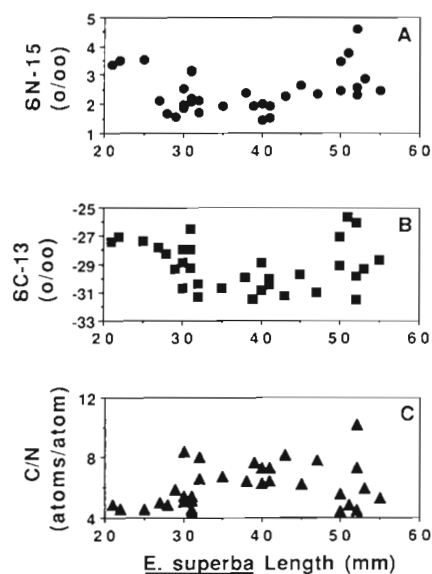 A
5
4
3
2
1
δN-15
(o/oo)
20 30 40 50 60
B
-25
-27
-29
-31
-33
δC-13
(o/oo)
20 30 40 50 60
C
12
8
4
C/N
(atoms/atom)
20 30 40 50 60
E. superba Length (mm)